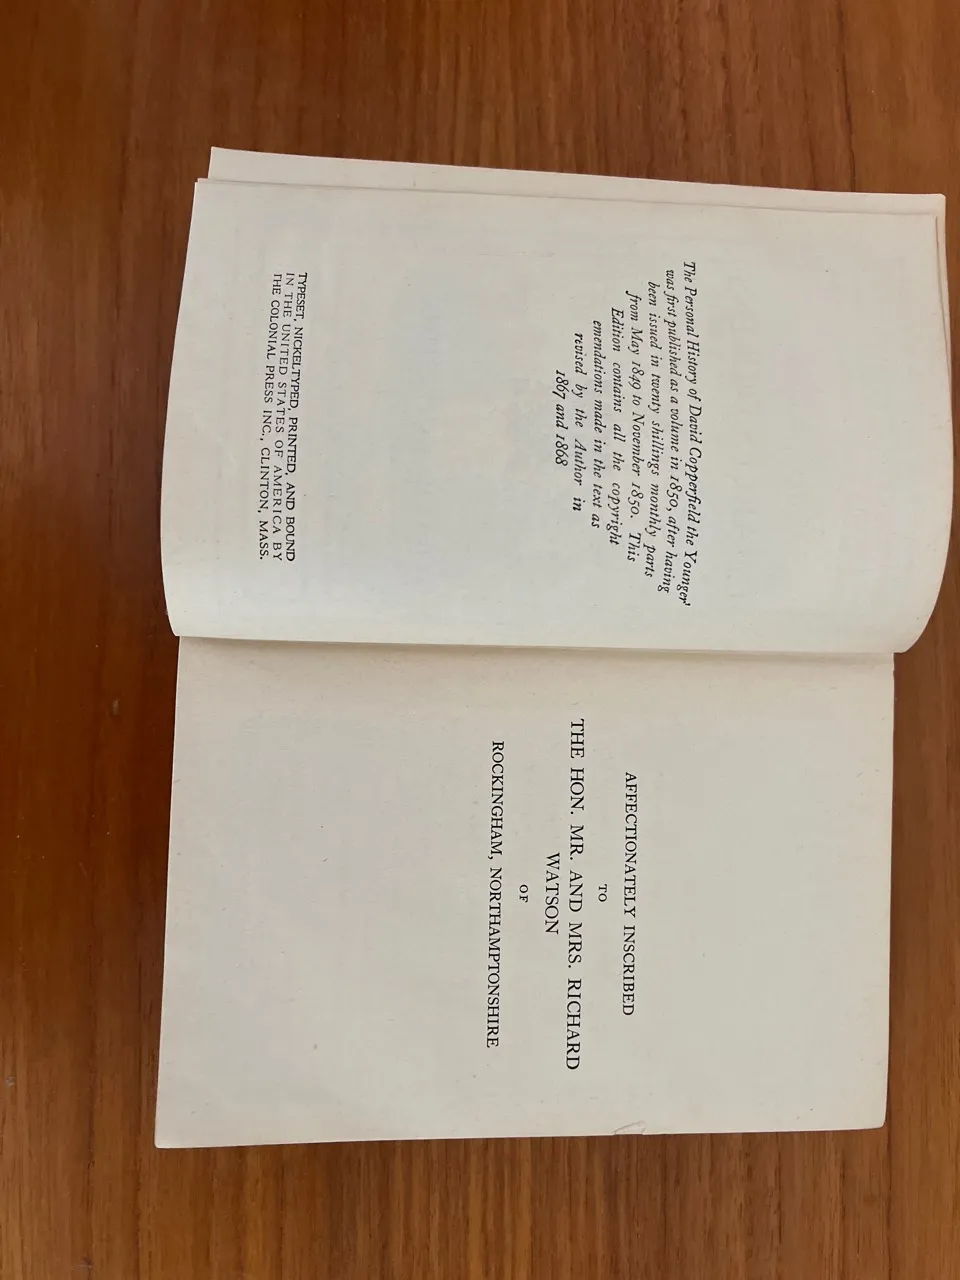 The Personal History of David Copperfield the Younger'
was first published as a volume in 1850, after having
been issued in twenty shillings monthly parts
from May 1849 to November 1850. This
Edition contains all the copyright
emendations made in the text as
revised by the Author in
1867 and 1868
TYPESET, NICKELTYPED, PRINTED, AND BOUND
IN THE UNITED STATES OF AMERICA BY
THE COLONIAL PRESS INC., CLINTON, MASS.
AFFECTIONATELY INSCRIBED
TO
THE HON. MR. AND MRS. RICHARD
WATSON
OF
ROCKINGHAM, NORTHAMPTONSHIRE